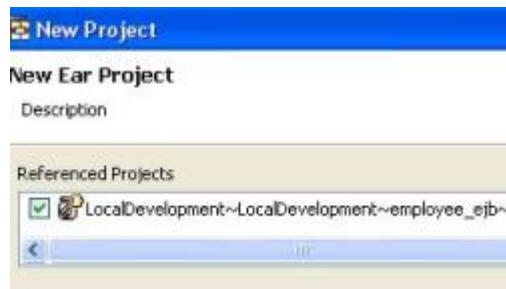 New Project
New Ear Project
Description
Referenced Projects
LocalDevelopment~LocalDevelopment~employee_ejb~